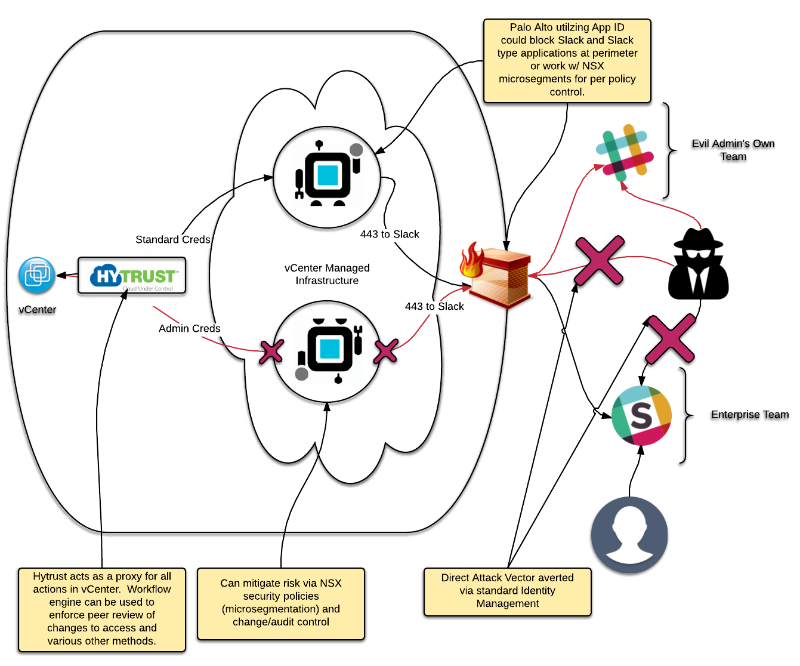 Palo Alto utilzing App ID
could block Slack and Slack
type applications at perimeter
or work w/ NSX
microsegments for per policy
control.
Evil Admin's Own
Team
Standard Creds
443 to Slack
HYTRUST
Cloud Under Control
vCenter
vCenter Managed
Infrastructure
443 to Slack
Admin Creds
S
Enterprise Team
Hytrust acts as a proxy for all
actions in vCenter. Workflow
engine can be used to
enforce peer review of
changes to access and
various other methods.
Can mitigate risk via NSX
security policies
(microsegmentation) and
change/audit control
Direct Attack Vector averted
via standard Identity
Management